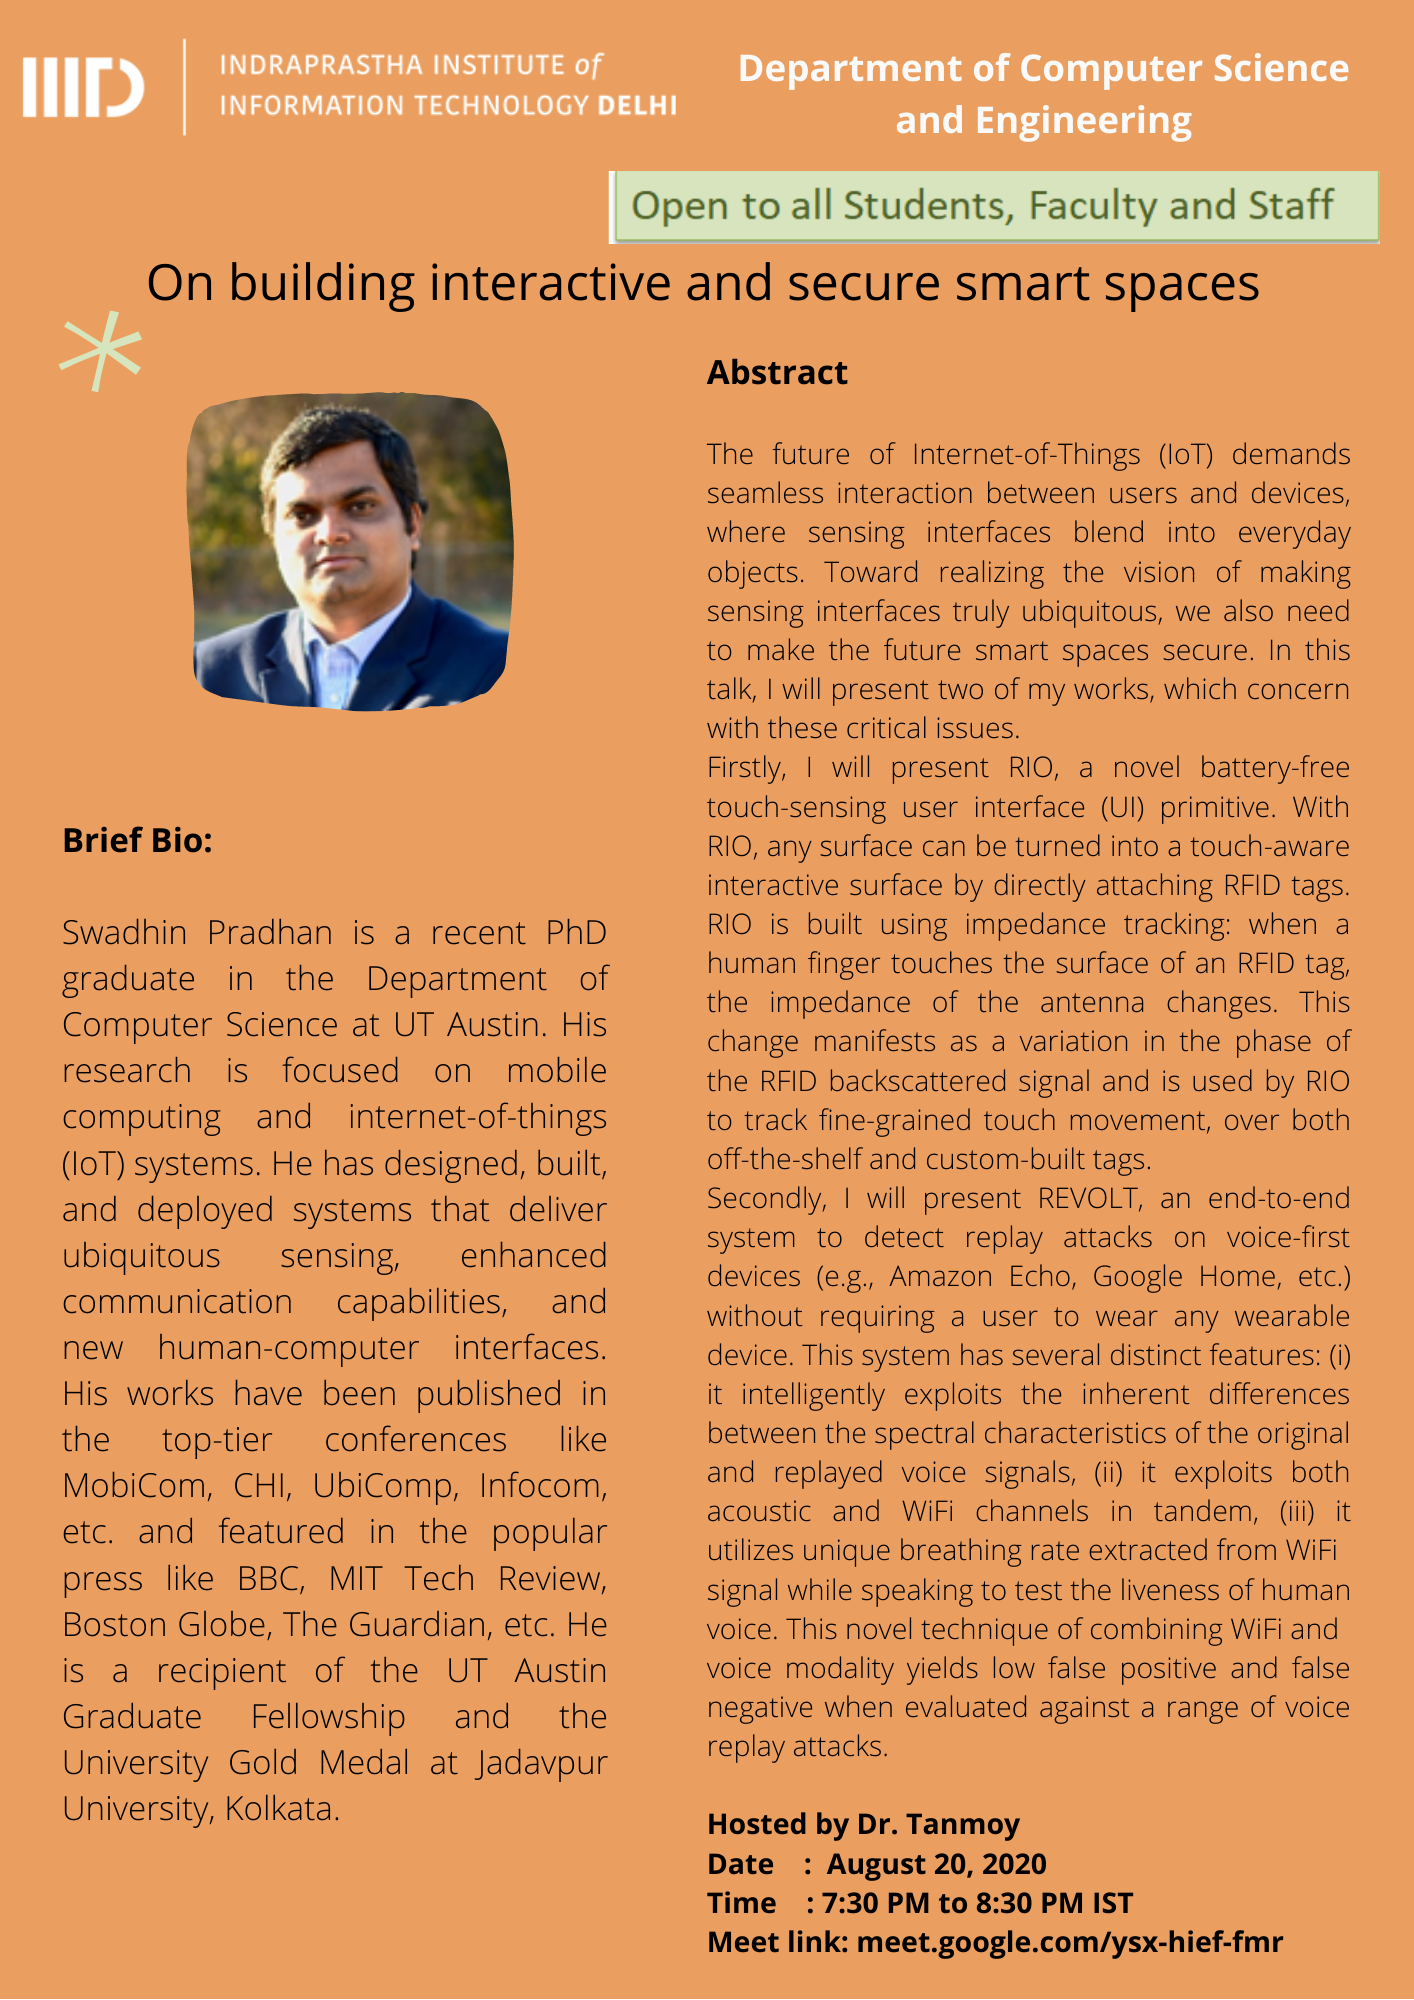 IIID
INDRAPRASTHA INSTITUTE of
INFORMATION TECHNOLOGY DELHI
Department of Computer Science
and Engineering
Open to all Students, Faculty and Staff
On building interactive and secure smart spaces
Brief Bio:
Swadhin Pradhan is a recent PhD
graduate in the Department of
Computer Science at UT Austin. His
research is focused on mobile
computing and internet-of-things
(IoT) systems. He has designed, built,
and deployed systems that deliver
ubiquitous sensing, enhanced
communication capabilities, and
new human-computer interfaces.
His works have been published in
the top-tier conferences like
MobiCom, CHI, UbiComp, Infocom,
etc. and featured in the popular
press like BBC, MIT Tech Review,
Boston Globe, The Guardian, etc. He
is a recipient of the UT Austin
Graduate Fellowship and the
University Gold Medal at Jadavpur
University, Kolkata.
Abstract
The future of Internet-of-Things (IoT) demands
seamless interaction between users and devices,
where sensing interfaces blend into everyday
objects. Toward realizing the vision of making
sensing interfaces truly ubiquitous, we also need
to make the future smart spaces secure. In this
talk, I will present two of my works, which concern
with these critical issues.
Firstly, I will present RIO, a novel battery-free
touch-sensing user interface (UI) primitive. With
RIO, any surface can be turned into a touch-aware
interactive surface by directly attaching RFID tags.
RIO is built using impedance tracking: when a
human finger touches the surface of an RFID tag,
the impedance of the antenna changes. This
change manifests as a variation in the phase of
the RFID backscattered signal and is used by RIO
to track fine-grained touch movement, over both
off-the-shelf and custom-built tags.
Secondly, I will present REVOLT, an end-to-end
system to detect replay attacks on voice-first
devices (e.g., Amazon Echo, Google Home, etc.)
without requiring a user to wear any wearable
device. This system has several distinct features: (i)
it intelligently exploits the inherent differences
between the spectral characteristics of the original
and replayed voice signals, (ii) it exploits both
acoustic and WiFi channels in tandem, (iii) it
utilizes unique breathing rate extracted from WiFi
signal while speaking to test the liveness of human
voice. This novel technique of combining WiFi and
voice modality yields low false positive and false
negative when evaluated against a range of voice
replay attacks.
Hosted by Dr. Tanmoy
Date : August 20, 2020
Time : 7:30 PM to 8:30 PM IST
Meet link: meet.google.com/ysx-hief-fmr